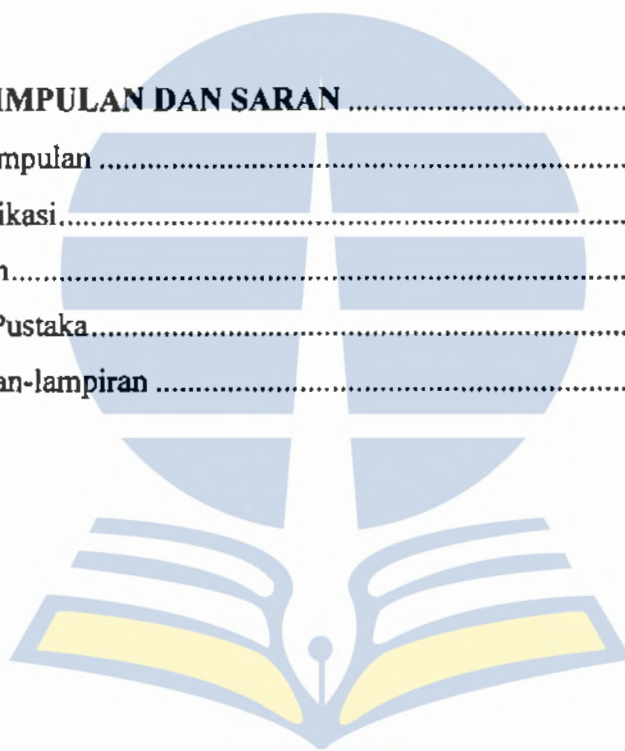 IMPULAN DAN SARAN ................................
mpulan ................................................................
ikasi................................................................
n................................................................
Pustaka................................................................
an-lampiran ................................................................